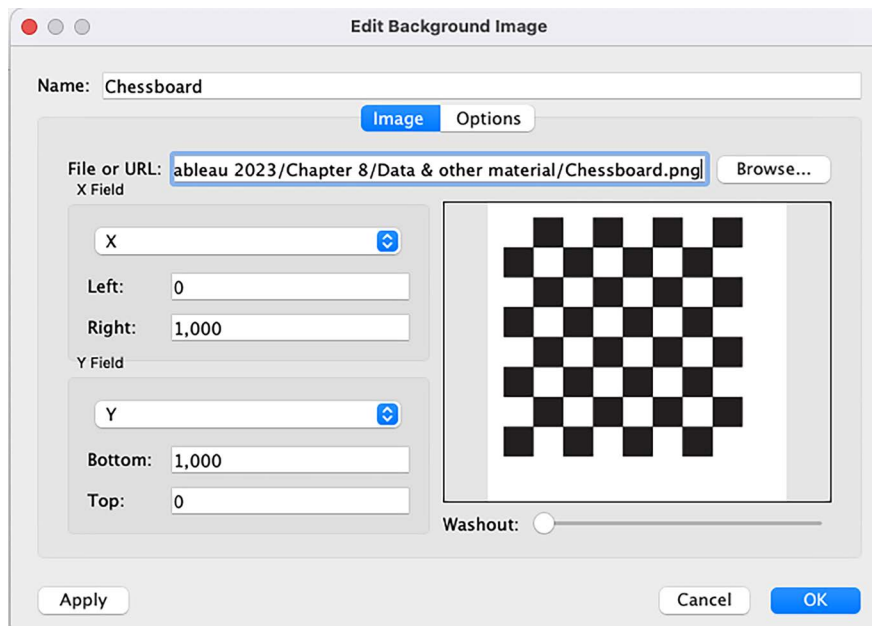 Edit Background Image
Name: Chessboard
Image Options
File or URL: ableau 2023/Chapter 8/Data & other material/Chessboard.png Browse...
X Field
X
Left: 0
Right: 1,000
Y Field
Y
Bottom: 1,000
Top: 0
Washout:
Apply Cancel OK